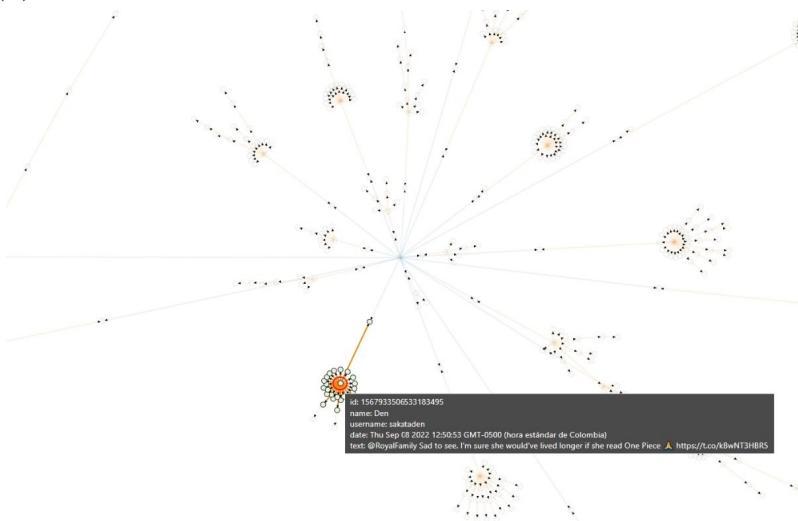 id: 1567933506533183495
name: Den
username: sakataden
date: Thu Sep 08 2022 12:50:53 GMT-0500 (hora estándar de Colombia)
text: @RoyalFamily Sad to see. I'm sure she would've lived longer if she read One Piece 🙏 https://t.co/kBwNT3HBRS